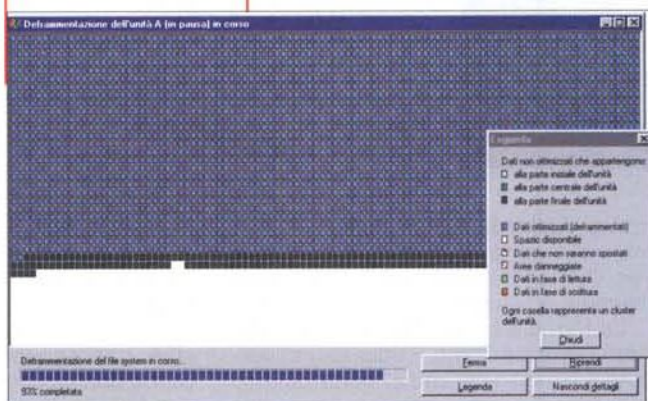 Deframmentazione dell'unità A (in pausa) in corso
Legenda
Dati non ottimizzati che appartengono
alla parte iniziale dell'unità
alla parte centrale dell'unità
alla parte finale dell'unità
Dati ottimizzati (deframmentati)
Spazio disponibile
Dati che non saranno spostati
Aree danneggiate
Dati in fase di lettura
Dati in fase di scrittura
Ogni casella rappresenta un cluster
dell'unità.
Chiudi
Deframmentazione del file system in corso...
93% completata
Ferma
Riprendi
Legenda
Nascondi dettagli